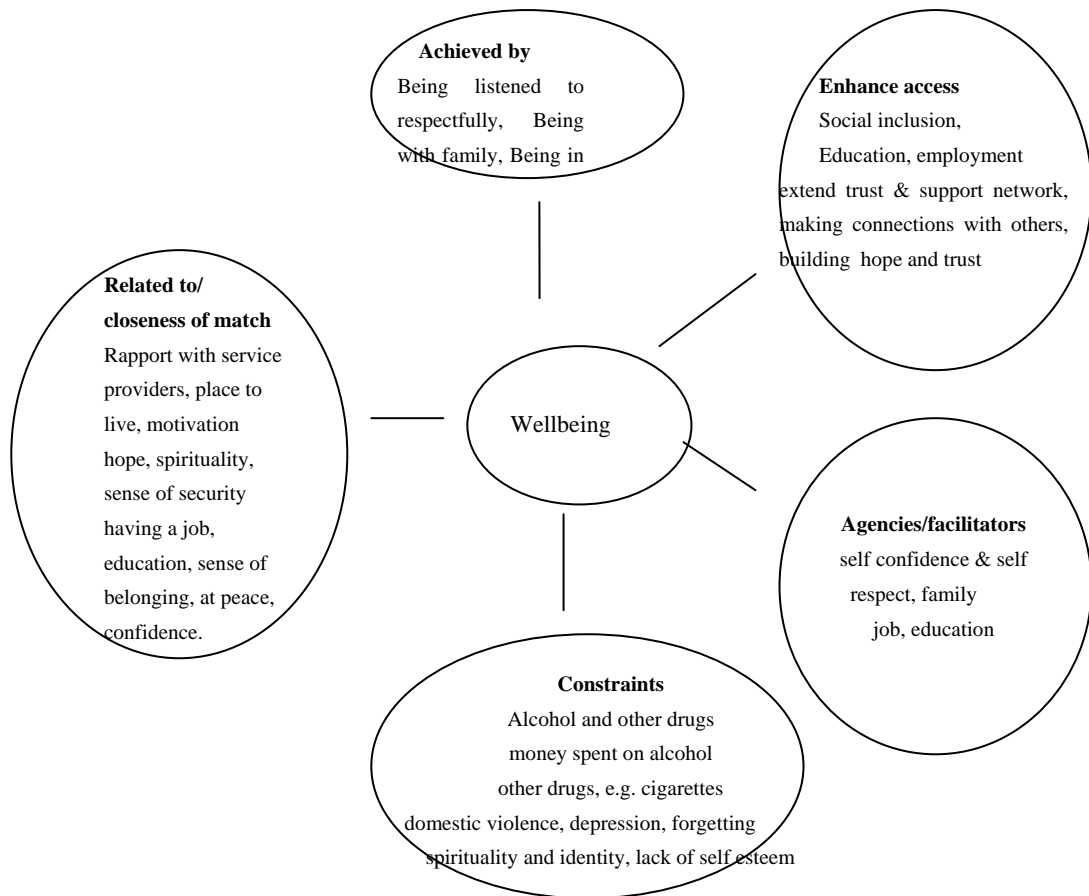 Achieved by
Being listened to
respectfully, Being
with family, Being in
Enhance access
Social inclusion,
Education, employment
extend trust & support network,
making connections with others,
building hope and trust
Related to/
closeness of match
Rapport with service
providers, place to
live, motivation
hope, spirituality,
sense of security
having a job,
education, sense of
belonging, at peace,
confidence.
Wellbeing
Agencies/facilitators
self confidence & self
respect, family
job, education
Constraints
Alcohol and other drugs
money spent on alcohol
other drugs, e.g. cigarettes
domestic violence, depression, forgetting
spirituality and identity, lack of self esteem